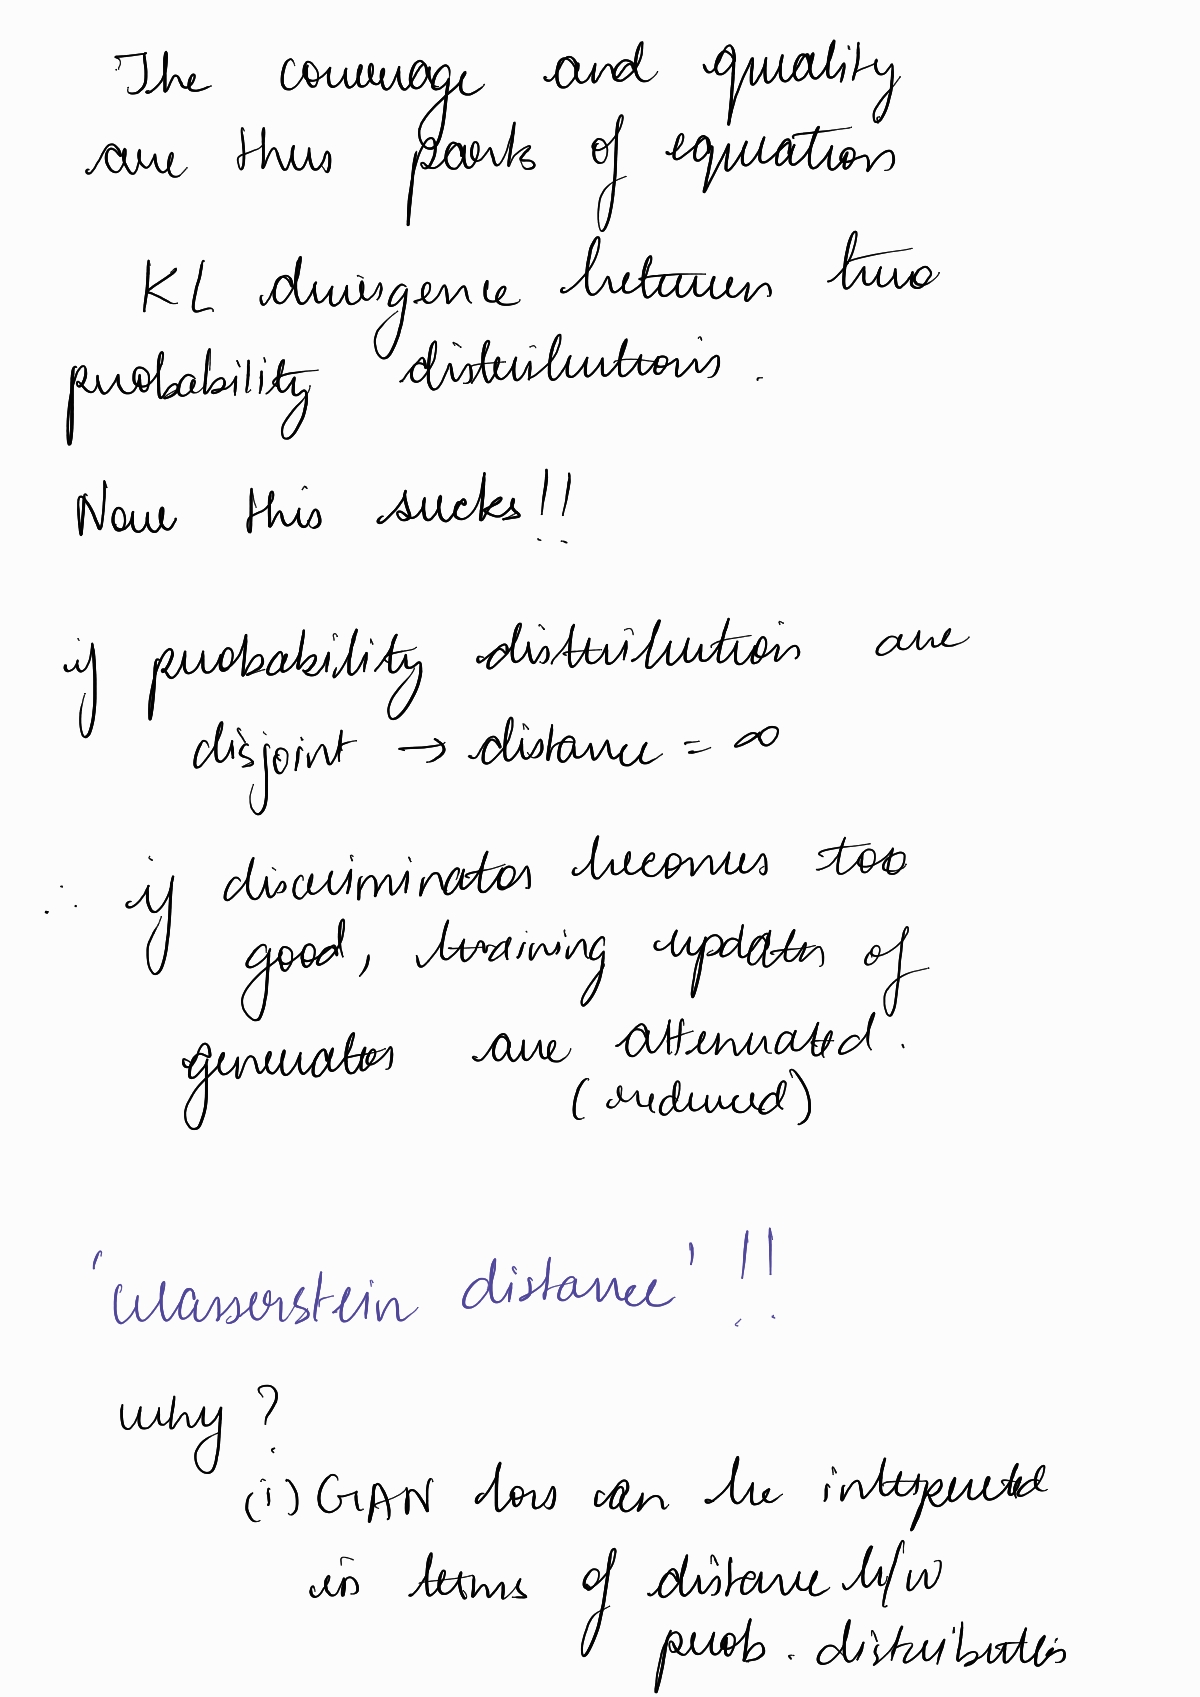 The coverage and quality
are thus parts of equation
KL divergence between two
probability distributions.
Now this sucks!!
if probability distribution are
disjoint → distance = ∞
∴ if discriminator becomes too
good, training updates of
generator are attenuated.
(reduced)
'Wasserstein distance' !!
why?
(i) GAN loss can be interpreted
in terms of distance b/w
prob. distributions